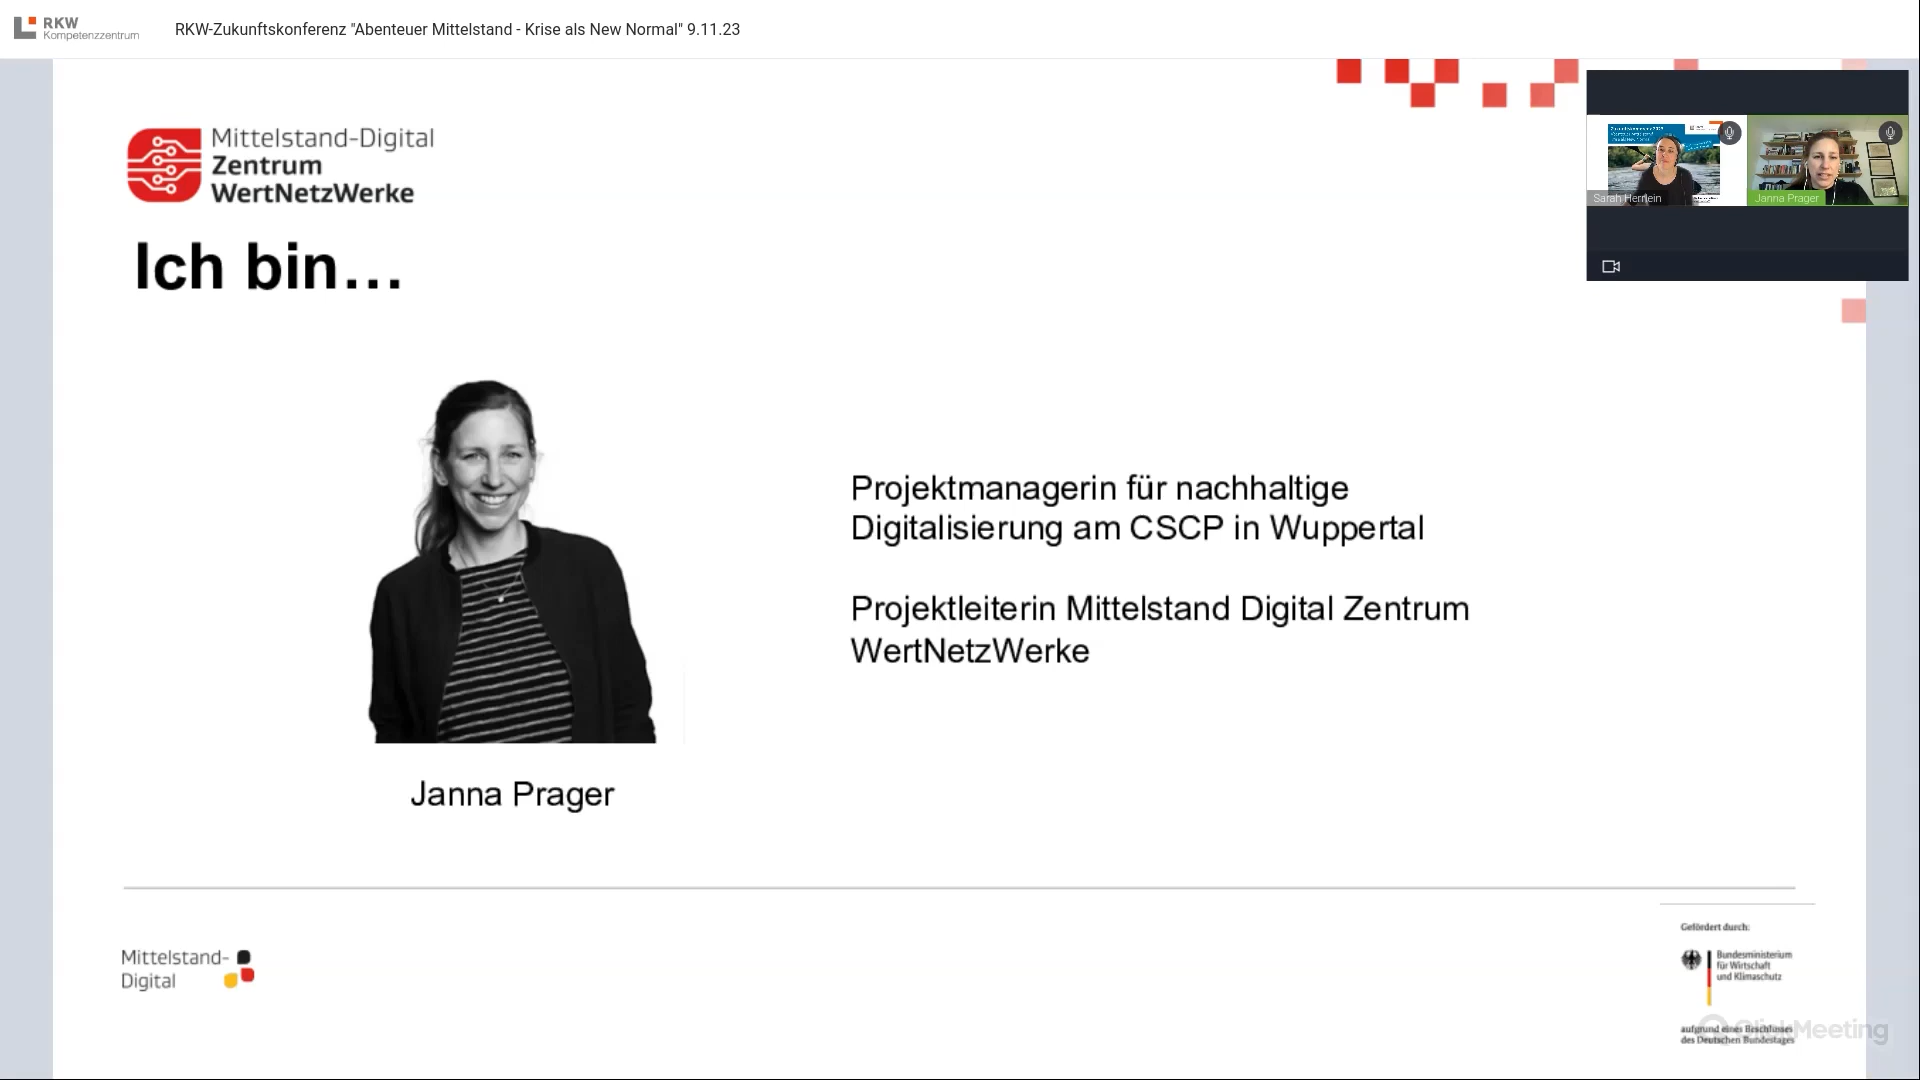 RKW
Kompetenzzentrum
RKW-Zukunftskonferenz "Abenteuer Mittelstand - Krise als New Normal" 9.11.23
Mittelstand-Digital
Zentrum
WertNetzWerke
Sarah Hernlein
Janna Prager
Ich bin…
Projektmanagerin für nachhaltige
Digitalisierung am CSCP in Wuppertal
Projektleiterin Mittelstand Digital Zentrum
WertNetzWerke
Janna Prager
Mittelstand-
Digital
Gefördert durch:
Bundesministerium
für Wirtschaft
und Klimaschutz
aufgrund eines Beschlusses
des Deutschen Bundestages
ClickMeeting